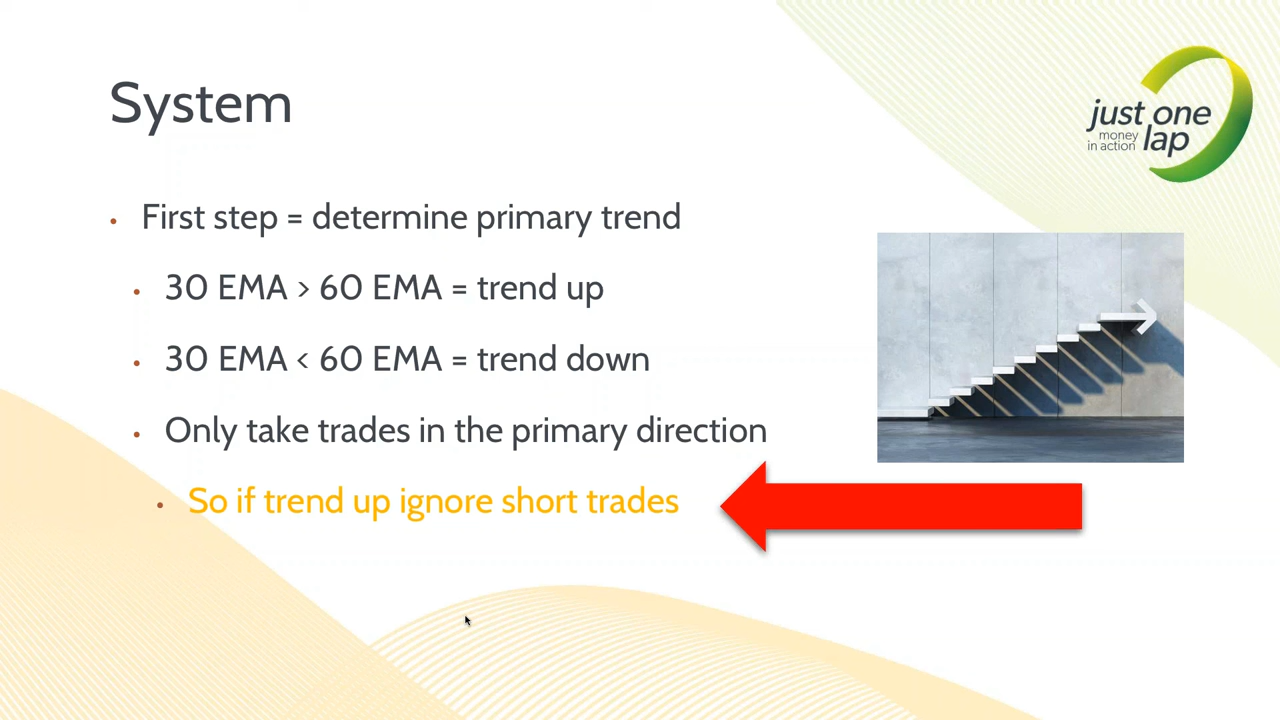 System
just one
money
in action
lap
• First step = determine primary trend
• 30 EMA > 60 EMA = trend up
• 30 EMA < 60 EMA = trend down
• Only take trades in the primary direction
• So if trend up ignore short trades